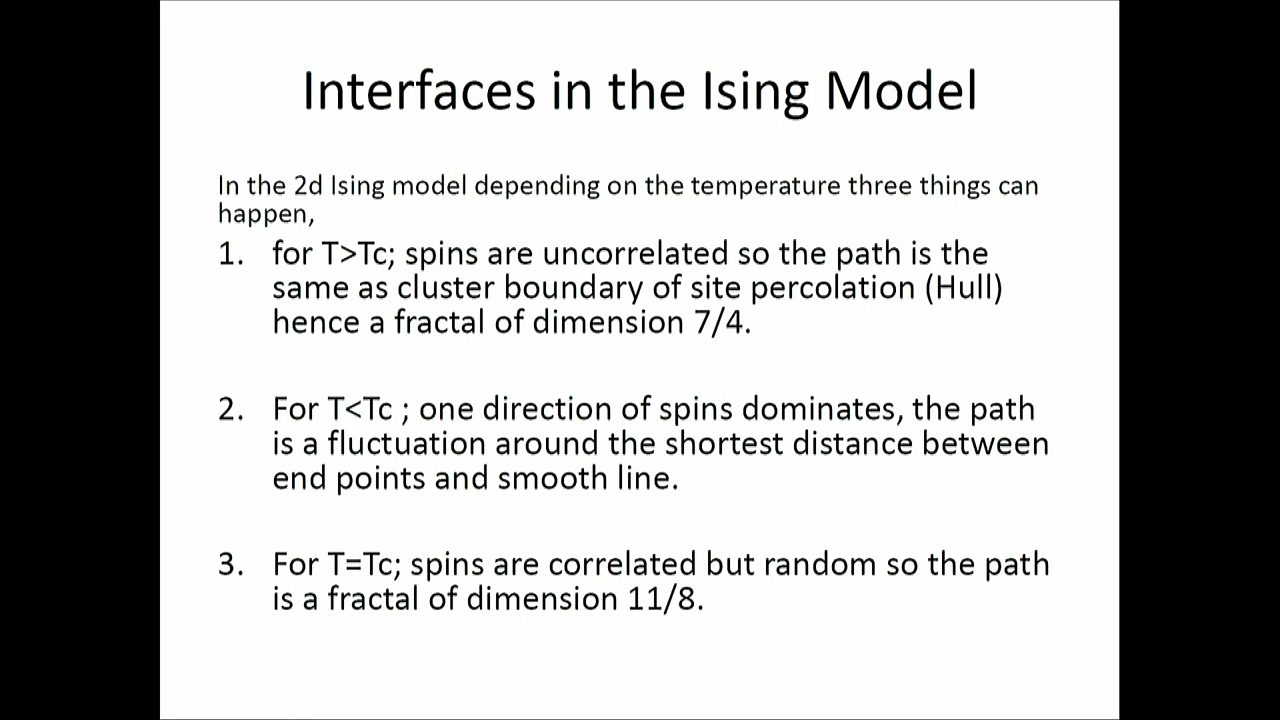 Interfaces in the Ising Model
In the 2d Ising model depending on the temperature three things can
happen,
1. for T>Tc; spins are uncorrelated so the path is the
same as cluster boundary of site percolation (Hull)
hence a fractal of dimension 7/4.
2. For T<Tc ; one direction of spins dominates, the path
is a fluctuation around the shortest distance between
end points and smooth line.
3. For T=Tc; spins are correlated but random so the path
is a fractal of dimension 11/8.